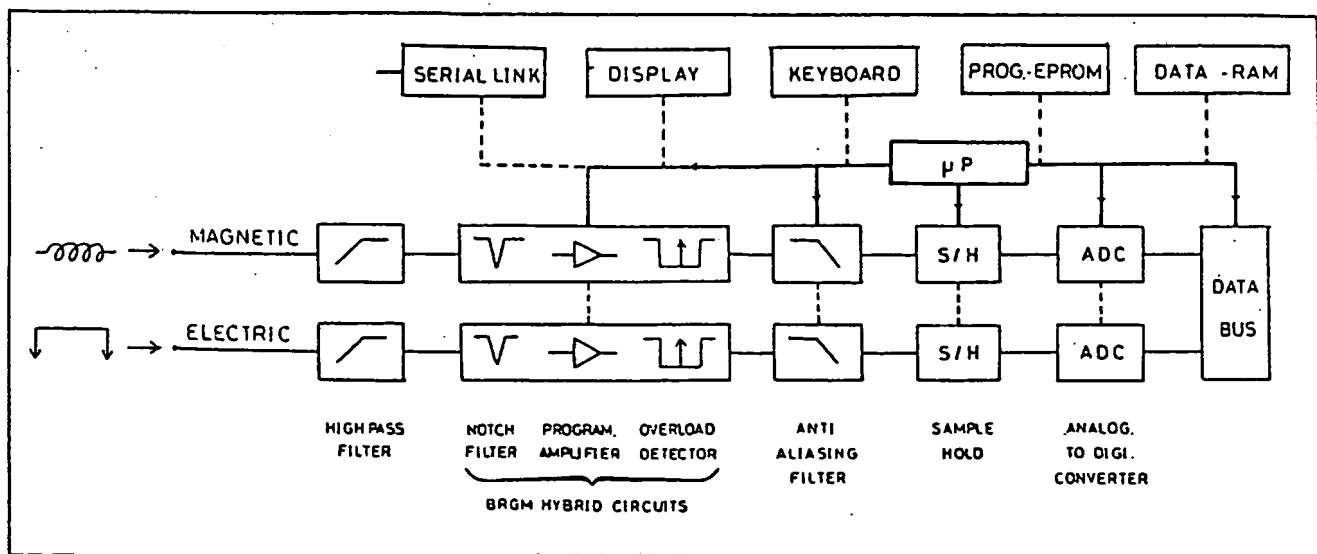 SERIAL LINK
DISPLAY
KEYBOARD
PROG.-EPROM
DATA -RAM
µP
MAGNETIC
S/H
ADC
DATA
BUS
ELECTRIC
S/H
ADC
HIGH PASS
FILTER
NOTCH
FILTER
PROGRAM.
AMPLIFIER
OVERLOAD
DETECTOR
ANTI
ALIASING
FILTER
SAMPLE
HOLD
ANALOG.
TO DIGI.
CONVERTER
BRGM HYBRID CIRCUITS